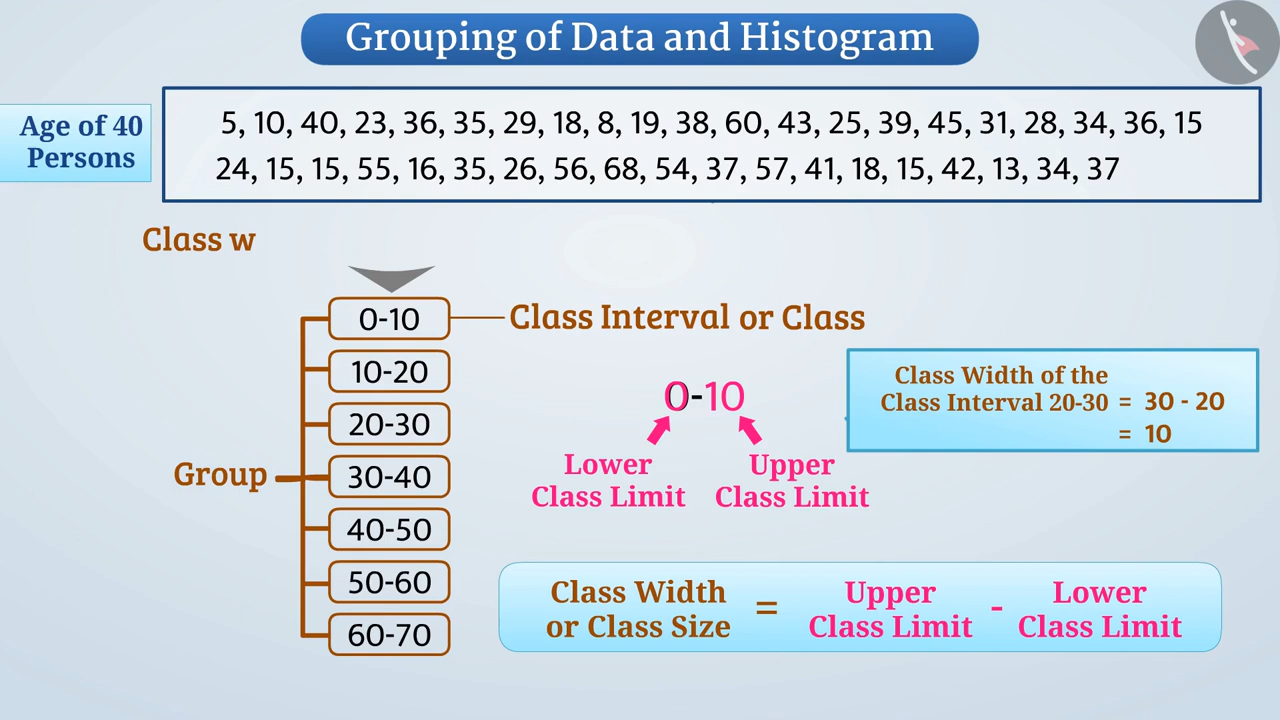 Grouping of Data and Histogram
Age of 40
Persons
5, 10, 40, 23, 36, 35, 29, 18, 8, 19, 38, 60, 43, 25, 39, 45, 31, 28, 34, 36, 15
24, 15, 15, 55, 16, 35, 26, 56, 68, 54, 37, 57, 41, 18, 15, 42, 13, 34, 37
Class w
0-10
Class Interval or Class
10-20
20-30
30-40
40-50
50-60
60-70
Group
0-10
Lower
Class Limit
Upper
Class Limit
Class Width of the
Class Interval 20-30 = 30 - 20
= 10
Class Width
or Class Size
=
Upper
Class Limit
-
Lower
Class Limit